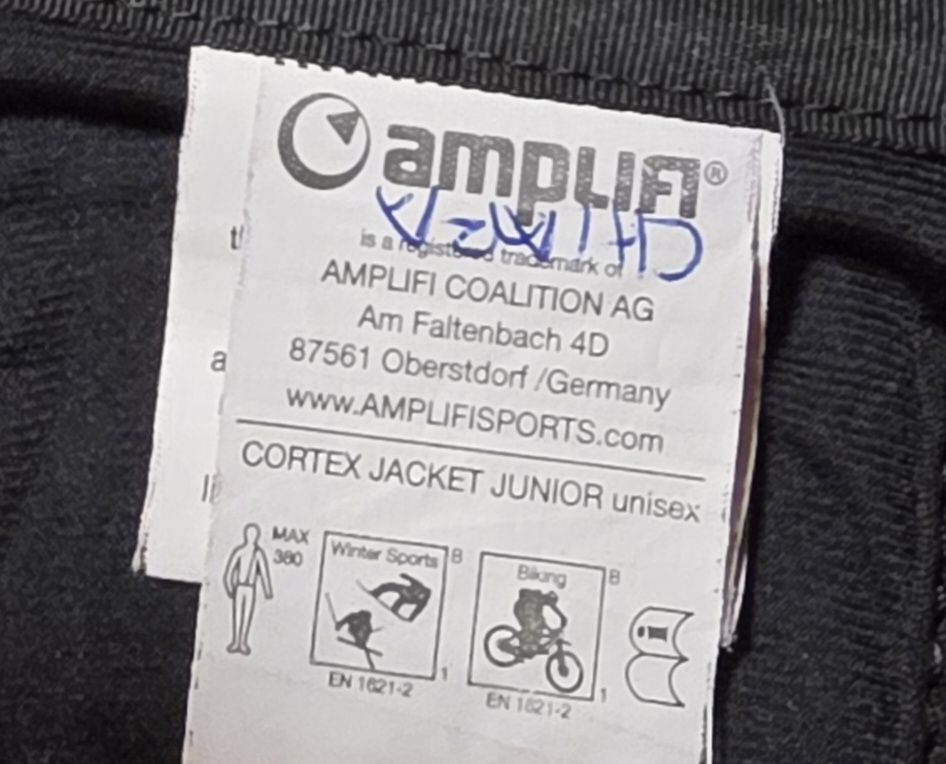 amplifi®
is a registered trademark of
AMPLIFI COALITION AG
Am Faltenbach 4D
87561 Oberstdorf /Germany
www.AMPLIFISPORTS.com
CORTEX JACKET JUNIOR unisex
MAX
380
Winter Sports B
1
EN 1621-2
Biking B
1
EN 1621-2
i